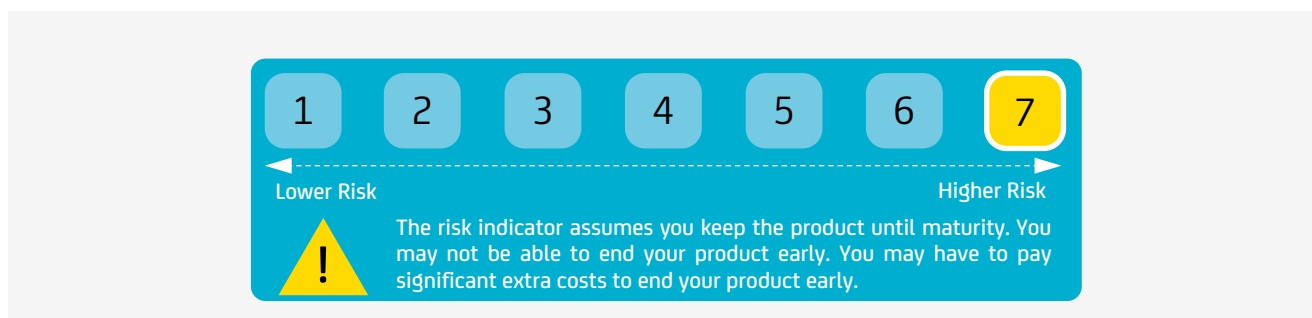 1 2 3 4 5 6 7
Lower Risk Higher Risk
! The risk indicator assumes you keep the product until maturity. You
may not be able to end your product early. You may have to pay
significant extra costs to end your product early.